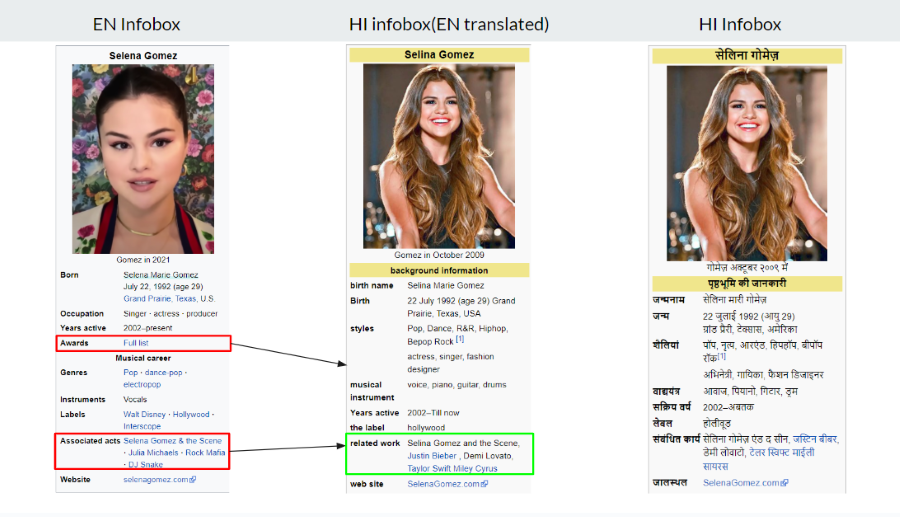 EN Infobox
HI infobox(EN translated)
HI Infobox
Selena Gomez
Gomez in 2021
Born Selena Marie Gomez
July 22, 1992 (age 29)
Grand Prairie, Texas, U.S.
Occupation Singer · actress · producer
Years active 2002–present
Awards Full list
Musical career
Genres Pop · dance-pop ·
electropop
Instruments Vocals
Labels Walt Disney · Hollywood ·
Interscope
Associated acts Selena Gomez & the Scene
· Julia Michaels · Rock Mafia
· DJ Snake
Website selenagomez.com
Selina Gomez
Gomez in October 2009
background information
birth name Selina Marie Gomez
Birth 22 July 1992 (age 29) Grand
Prairie, Texas, USA
styles Pop, Dance, R&R, Hiphop,
Bepop Rock [1]
actress, singer, fashion
designer
musical voice, piano, guitar, drums
instrument
Years active 2002–Till now
the label hollywood
related work Selina Gomez and the Scene,
Justin Bieber , Demi Lovato,
Taylor Swift Miley Cyrus
web site SelenaGomez.com
सेलिना गोमेज़
गोमेज़ अक्टूबर २००९ में
पृष्ठभूमि की जानकारी
जन्मनाम सेलिना मारी गोमेज़
जन्म 22 जुलाई 1992 (आयु 29)
ग्रांड प्रैरी, टेक्सास, अमेरिका
शैलियां पॉप, नृत्य, आरएंड, हिपहॉप, बीपॉप
रॉक[1]
अभिनेत्री, गायिका, फैशन डिजाइनर
वाद्ययंत्र आवाज, पियानो, गिटार, ड्रम
सक्रिय वर्ष 2002–अबतक
लेबल होलीवूड
संबंधित कार्य सेलिना गोमेज़ एंड द सीन, जस्टिन बीबर,
डेमी लोवाटो, टेलर स्विफ्ट माईली
सायरस
जालस्थल SelenaGomez.com